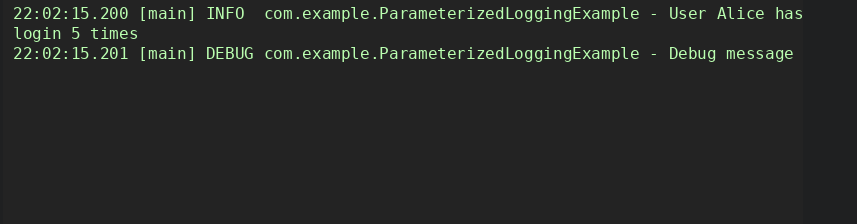 22:02:15.200 [main] INFO  com.example.ParameterizedLoggingExample - User Alice has
login 5 times
22:02:15.201 [main] DEBUG com.example.ParameterizedLoggingExample - Debug message